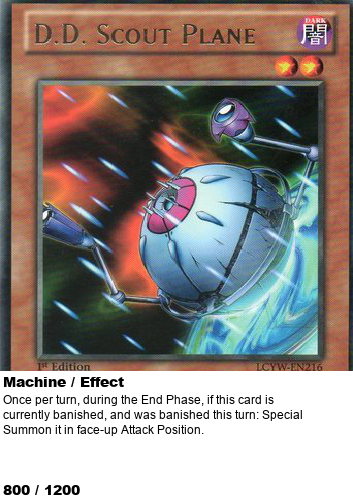 D.D. SCOUT PLANE
DARK
闇
1st Edition
LCYW-EN216
Machine / Effect
Once per turn, during the End Phase, if this card is
currently banished, and was banished this turn: Special
Summon it in face-up Attack Position.
800 / 1200